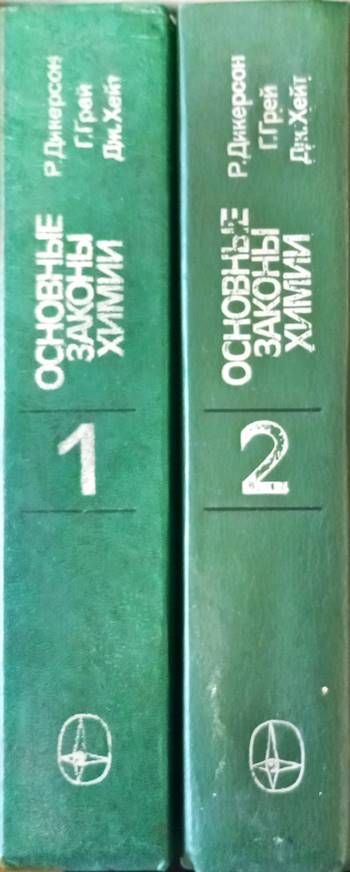 Р. Дикерсон
Г. Грей
Дж. Хейт
ОСНОВНЫЕ
ЗАКОНЫ
ХИМИИ
1
Р. Дикерсон
Г. Грей
Дж. Хейт
ОСНОВНЫЕ
ЗАКОНЫ
ХИМИИ
2